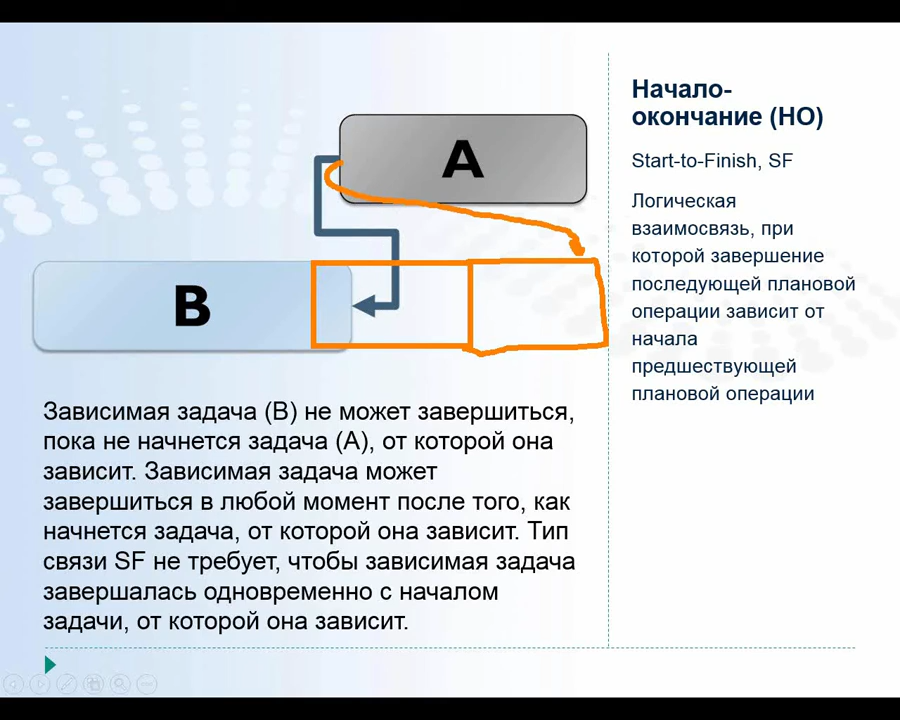 A
B
Начало-
окончание (НО)
Start-to-Finish, SF
Логическая
взаимосвязь, при
которой завершение
последующей плановой
операции зависит от
начала
предшествующей
плановой операции
Зависимая задача (B) не может завершиться,
пока не начнется задача (A), от которой она
зависит. Зависимая задача может
завершиться в любой момент после того, как
начнется задача, от которой она зависит. Тип
связи SF не требует, чтобы зависимая задача
завершалась одновременно с началом
задачи, от которой она зависит.